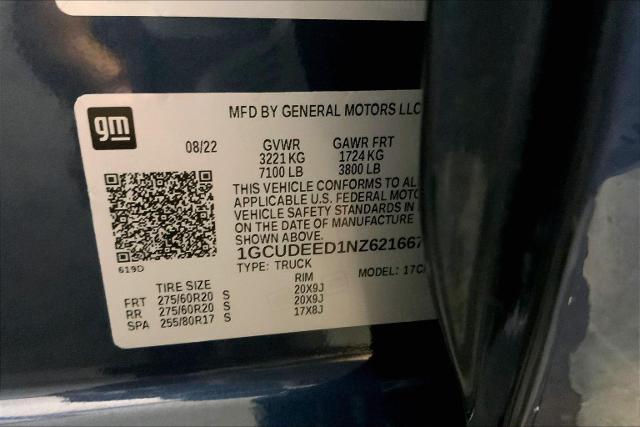 gm
MFD BY GENERAL MOTORS LLC
08/22
GVWR GAWR FRT
3221 KG 1724 KG
7100 LB 3800 LB
THIS VEHICLE CONFORMS TO AL
APPLICABLE U.S. FEDERAL MOTO
VEHICLE SAFETY STANDARDS IN
ON THE DATE OF MANUFACTURE
SHOWN ABOVE.
1GCUDEED1NZ621667
TYPE: TRUCK MODEL:
619D
TIRE SIZE RIM
FRT 275/60R20 S 20X9J
RR 275/60R20 S 20X9J
SPA 255/80R17 S 17X8J